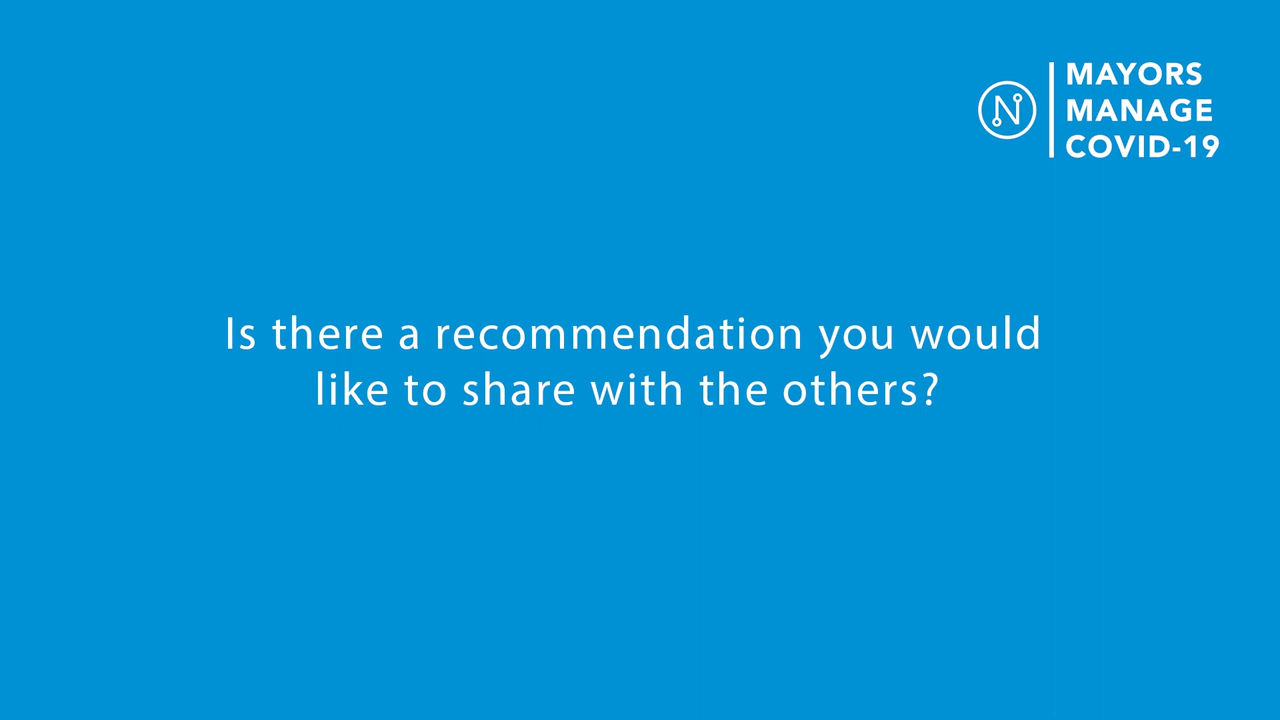 MAYORS
MANAGE
COVID-19
Is there a recommendation you would
like to share with the others?